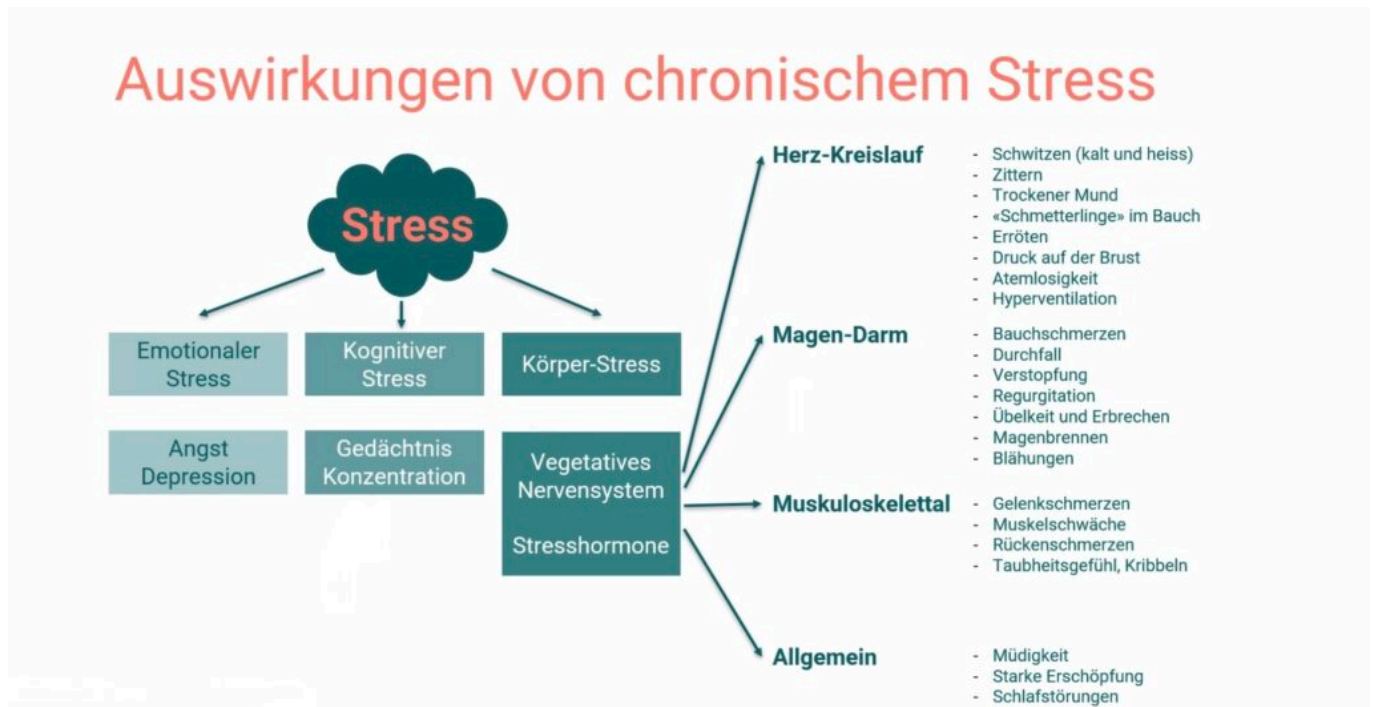 Auswirkungen von chronischem Stress
Stress
Emotionaler
Stress
Kognitiver
Stress
Körper-Stress
Angst
Depression
Gedächtnis
Konzentration
Vegetatives
Nervensystem
Stresshormone
Herz-Kreislauf
- Schwitzen (kalt und heiss)
- Zittern
- Trockener Mund
- «Schmetterlinge» im Bauch
- Erröten
- Druck auf der Brust
- Atemlosigkeit
- Hyperventilation
Magen-Darm
- Bauchschmerzen
- Durchfall
- Verstopfung
- Regurgitation
- Übelkeit und Erbrechen
- Magenbrennen
- Blähungen
Muskuloskelettal
- Gelenkschmerzen
- Muskelschwäche
- Rückenschmerzen
- Taubheitsgefühl, Kribbeln
Allgemein
- Müdigkeit
- Starke Erschöpfung
- Schlafstörungen